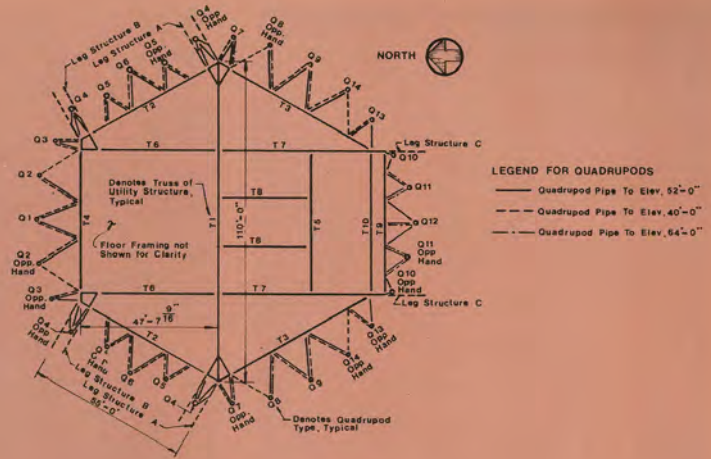 Leg Structure B
Leg Structure A
Q4
Opp
Hand
Q7
Q8
Opp
Hand
Q5
Opp.
Hand
Q6
Q5
Q4
Q3
Q9
Q14
Q13
NORTH
T2
T3
T6
T7
Leg Structure C
Q10
Q2
Q11
LEGEND FOR QUADRUPODS
Quadrupod Pipe To Elev, 52'-0"
Quadrupod Pipe To Elev, 40'-0"
Quadrupod Pipe To Elev, 64'-0"
Denotes Truss of
Utility Structure,
Typical
T8
T4
T1
110'-0"
T5
T10
T9
Q1
Q12
Floor Framing not
Shown for Clarity
T8
Q2
Opp.
Hand
Q11
Opp
Hand
Q3
Opp
Hand
T6
T7
Q10
Opp
Hand
Leg Structure C
47'-7 9/16"
Q4
Opp
Hand
T2
T3
Q13
Opp
Hand
Q14
Opp
Hand
Q6
Q5
Q9
Leg Structure B
Leg Structure A
55'-0"
Q4
Q7
Opp.
Hand
Q8
Denotes Quadrupod
Type, Typical